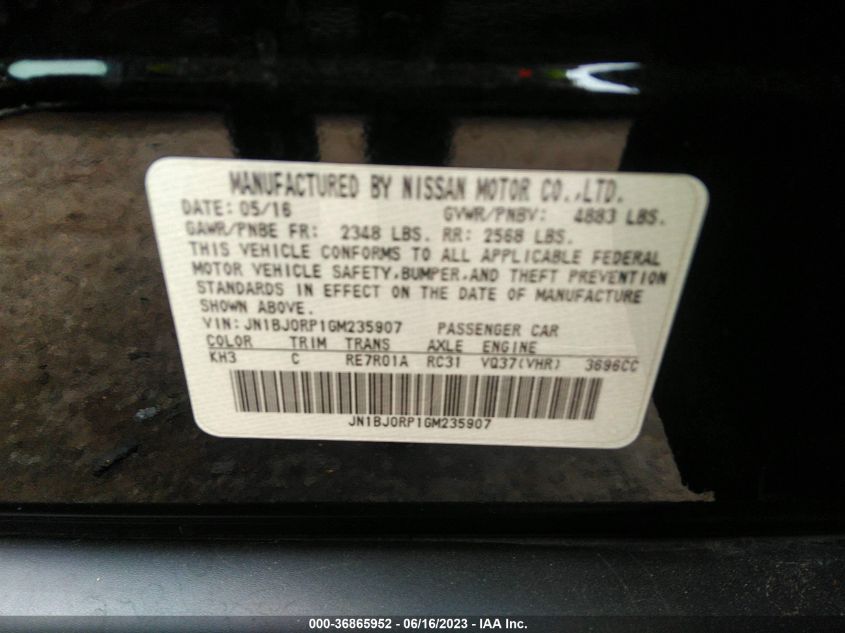 MANUFACTURED BY NISSAN MOTOR CO.,LTD.
DATE: 05/16 GVWR/PNBV: 4883 LBS.
GAWR/PNBE FR: 2348 LBS. RR: 2568 LBS.
THIS VEHICLE CONFORMS TO ALL APPLICABLE FEDERAL
MOTOR VEHICLE SAFETY,BUMPER,AND THEFT PREVENTION
STANDARDS IN EFFECT ON THE DATE OF MANUFACTURE
SHOWN ABOVE.
VIN: JN1BJ0RP1GM235907 PASSENGER CAR
COLOR TRIM TRANS AXLE ENGINE
KH3 C RE7R01A RC31 VQ37(VHR) 3696CC
JN1BJ0RP1GM235907
000-36865952 - 06/16/2023 - IAA Inc.